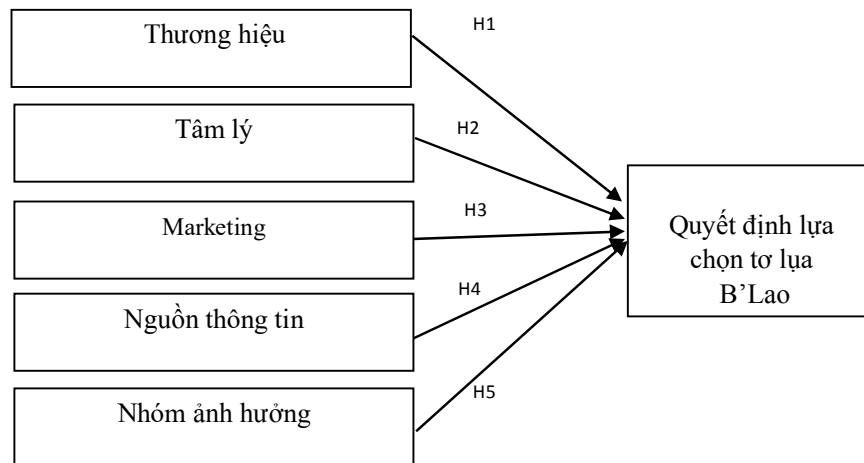 Thương hiệu
H1
Tâm lý
H2
Marketing
H3
Nguồn thông tin
H4
Nhóm ảnh hưởng
H5
Quyết định lựa
chọn tơ lụa
B’Lao